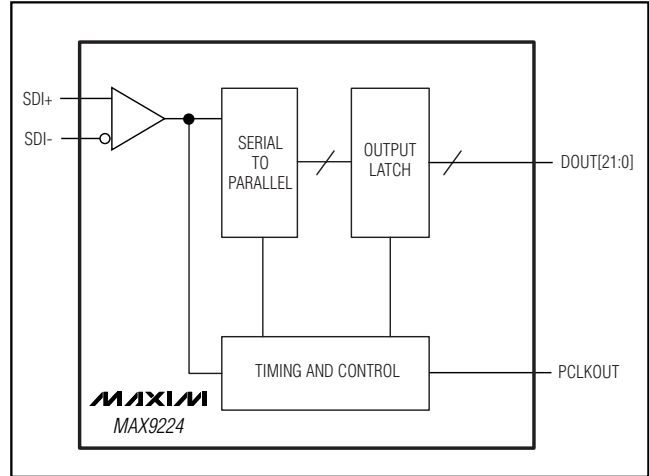 SDI+
SDI-
SERIAL
TO
PARALLEL
OUTPUT
LATCH
DOUT[21:0]
TIMING AND CONTROL
PCLKOUT
MAXIM
MAX9224